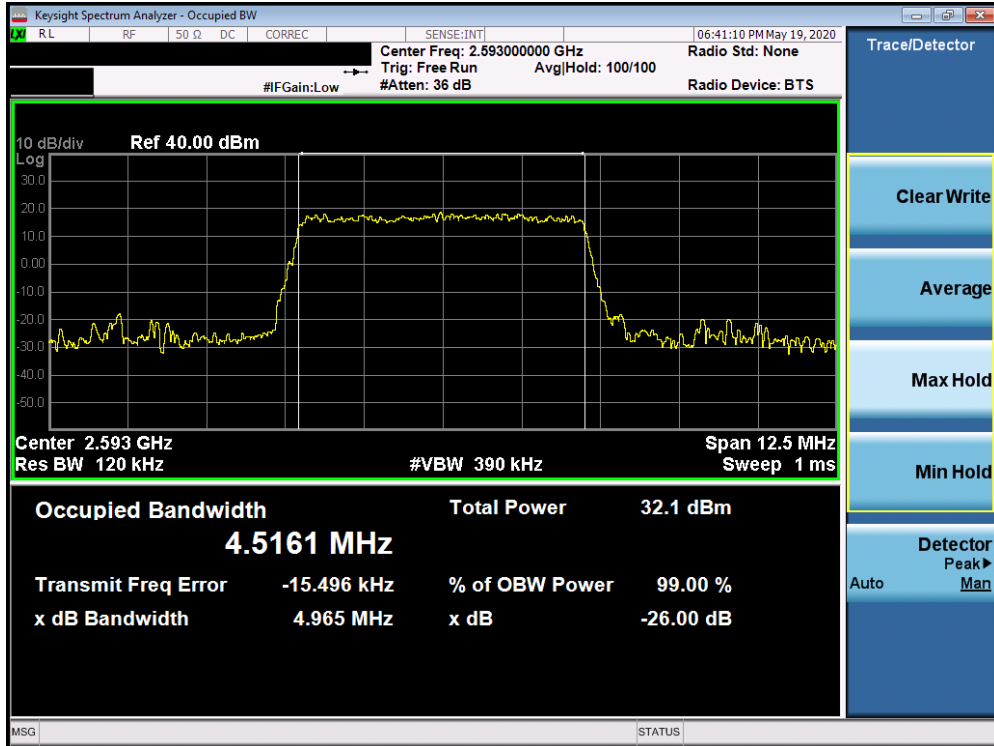 Keysight Spectrum Analyzer - Occupied BW
LXI RL RF 50 Ω DC CORREC SENSE:INT 06:41:10 PM May 19, 2020
Center Freq: 2.593000000 GHz Radio Std: None
Trig: Free Run Avg|Hold: 100/100
#IFGain:Low #Atten: 36 dB Radio Device: BTS
10 dB/div Ref 40.00 dBm
Log
30.0
20.0
10.0
0.00
-10.0
-20.0
-30.0
-40.0
-50.0
Center 2.593 GHz Span 12.5 MHz
Res BW 120 kHz #VBW 390 kHz Sweep 1 ms
Occupied Bandwidth Total Power 32.1 dBm
4.5161 MHz
Transmit Freq Error -15.496 kHz % of OBW Power 99.00 %
x dB Bandwidth 4.965 MHz x dB -26.00 dB
MSG STATUS
Trace/Detector
Clear Write
Average
Max Hold
Min Hold
Detector
Peak▶
Auto Man